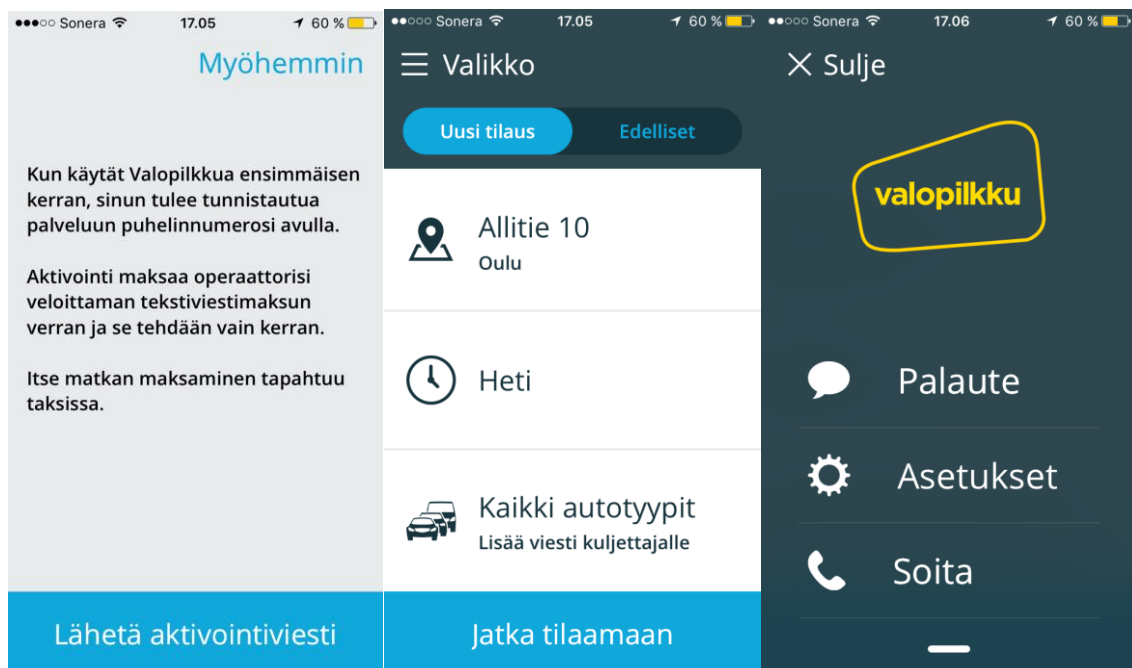 Sonera 17.05 60 %
Myöhemmin
Kun käytät Valopilkkua ensimmäisen
kerran, sinun tulee tunnistautua
palveluun puhelinnumerosi avulla.
Aktivointi maksaa operaattorisi
veloittaman tekstiviestimaksun
verran ja se tehdään vain kerran.
Itse matkan maksaminen tapahtuu
taksissa.
Lähetä aktivointiviesti
Sonera 17.05 60 %
Valikko
Uusi tilaus Edelliset
Allitie 10
Oulu
Heti
Kaikki autotyypit
Lisää viesti kuljettajalle
Jatka tilaamaan
Sonera 17.06 60 %
Sulje
valopilkku
Palaute
Asetukset
Soita